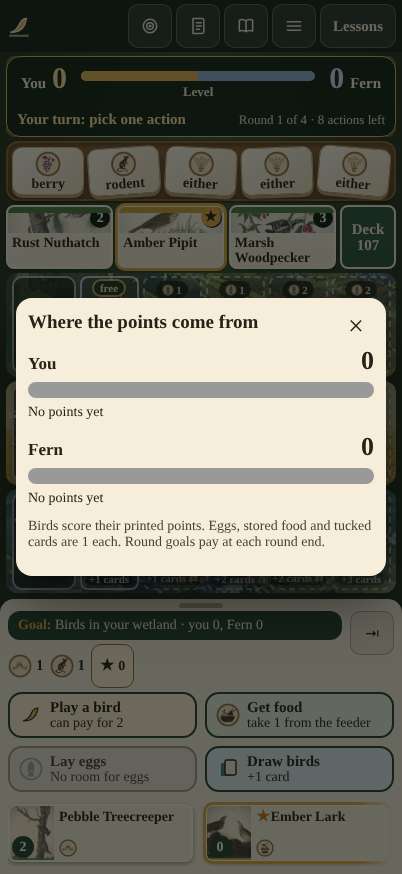 Lessons
You 0
0 Fern
Level
Your turn: pick one action
Round 1 of 4 · 8 actions left
berry
rodent
either
either
either
2
Rust Nuthatch
Amber Pipit
3
Marsh
Woodpecker
Deck
107
free
1
1
2
2
Where the points come from
You
0
No points yet
Fern
0
No points yet
Birds score their printed points. Eggs, stored food and tucked
cards are 1 each. Round goals pay at each round end.
+1 cards
Goal: Birds in your wetland · you 0, Fern 0
1
1
★ 0
Play a bird
can pay for 2
Get food
take 1 from the feeder
Lay eggs
No room for eggs
Draw birds
+1 card
Pebble Treecreeper
2
★Ember Lark
0